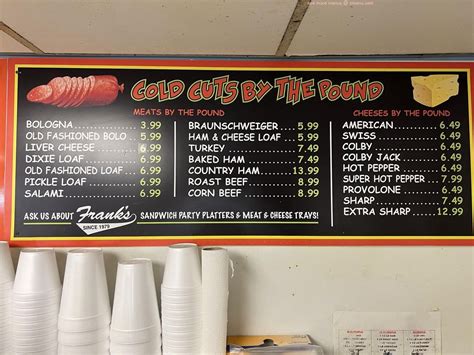 COLD CUTS BY THE POUND
MEATS BY THE POUND
BOLOGNA.......... 3.99
OLD FASHIONED BOLO.. 5.99
LIVER CHEESE...... 6.99
DIXIE LOAF........ 6.99
OLD FASHIONED LOAF.. 6.99
PICKLE LOAF....... 6.99
SALAMI............ 6.99
BRAUNSCHWEIGER.... 5.99
HAM & CHEESE LOAF.. 5.99
TURKEY............ 7.49
BAKED HAM......... 7.49
COUNTRY HAM...... 13.99
ROAST BEEF........ 8.99
CORN BEEF......... 8.99
CHEESES BY THE POUND
AMERICAN.......... 6.49
SWISS............. 6.49
COLBY............. 6.49
COLBY JACK........ 6.49
HOT PEPPER........ 6.49
SUPER HOT PEPPER.. 7.99
PROVOLONE......... 6.49
SHARP............. 7.49
EXTRA SHARP...... 12.99
ASK US ABOUT Frank's SANDWICH PARTY PLATTERS & MEAT & CHEESE TRAYS!
SINCE 1979